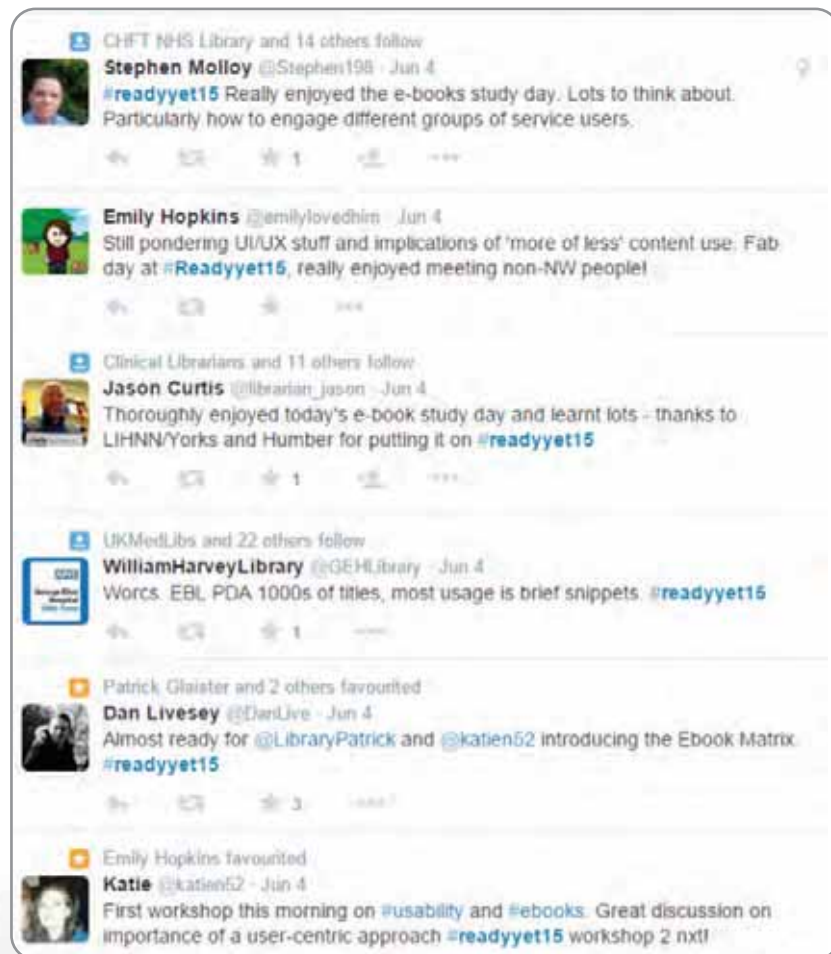 CHFT NHS Library and 14 others follow
Stephen Molloy @Stephen198 · Jun 4
#readyyet15 Really enjoyed the e-books study day. Lots to think about.
Particularly how to engage different groups of service users.
1
Emily Hopkins @emilylovedhim · Jun 4
Still pondering UI/UX stuff and implications of 'more of less' content use. Fab
day at #Readyyet15, really enjoyed meeting non-NW people!
Clinical Librarians and 11 others follow
Jason Curtis @librarian_jason · Jun 4
Thoroughly enjoyed today's e-book study day and learnt lots - thanks to
LIHNN/Yorks and Humber for putting it on #readyyet15
1
UKMedLibs and 22 others follow
NHS
WilliamHarveyLibrary @GEHLibrary · Jun 4
Worcs. EBL PDA 1000s of titles, most usage is brief snippets. #readyyet15
1
Patrick Glaister and 2 others favourited
Dan Livesey @DanLive · Jun 4
Almost ready for @LibraryPatrick and @katien52 introducing the Ebook Matrix.
#readyyet15
3
Emily Hopkins favourited
Katie @katien52 · Jun 4
First workshop this morning on #usability and #ebooks. Great discussion on
importance of a user-centric approach #readyyet15 workshop 2 nxt!